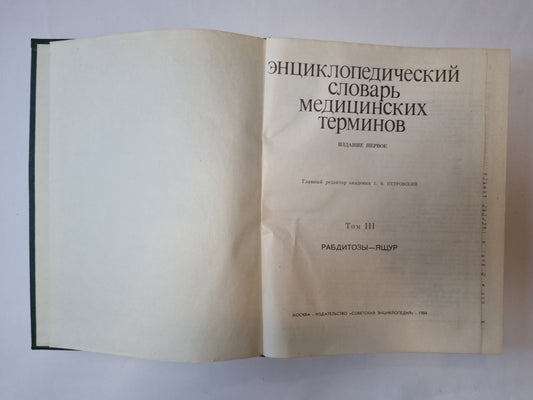 ЭНЦИКЛОПЕДИЧЕСКИЙ
СЛОВАРЬ
МЕДИЦИНСКИХ
ТЕРМИНОВ
ИЗДАНИЕ ПЕРВОЕ
Главный редактор академик Б. В. ПЕТРОВСКИЙ
Том III
РАБДИТОЗЫ—ЯЩУР
МОСКВА · ИЗДАТЕЛЬСТВО «СОВЕТСКАЯ ЭНЦИКЛОПЕДИЯ» · 1984